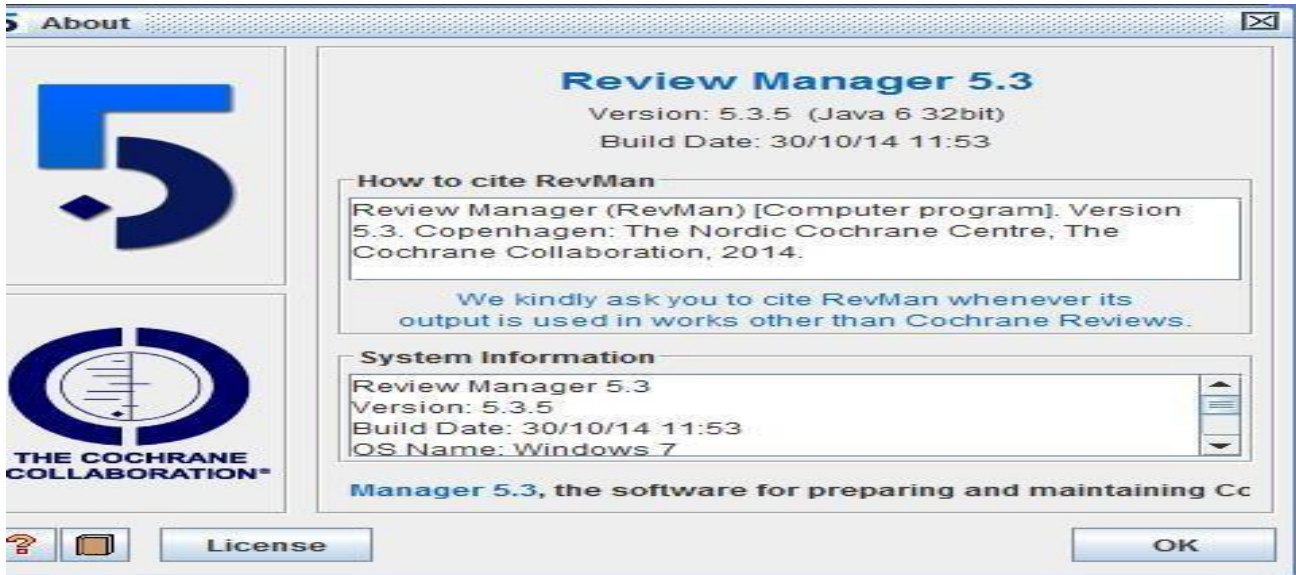 About
Review Manager 5.3
Version: 5.3.5 (Java 6 32bit)
Build Date: 30/10/14 11:53
How to cite RevMan
Review Manager (RevMan) [Computer program]. Version
5.3. Copenhagen: The Nordic Cochrane Centre, The
Cochrane Collaboration, 2014.
We kindly ask you to cite RevMan whenever its
output is used in works other than Cochrane Reviews.
System Information
Review Manager 5.3
Version: 5.3.5
Build Date: 30/10/14 11:53
OS Name: Windows 7
THE COCHRANE
COLLABORATION®
Manager 5.3, the software for preparing and maintaining Cc
License
OK